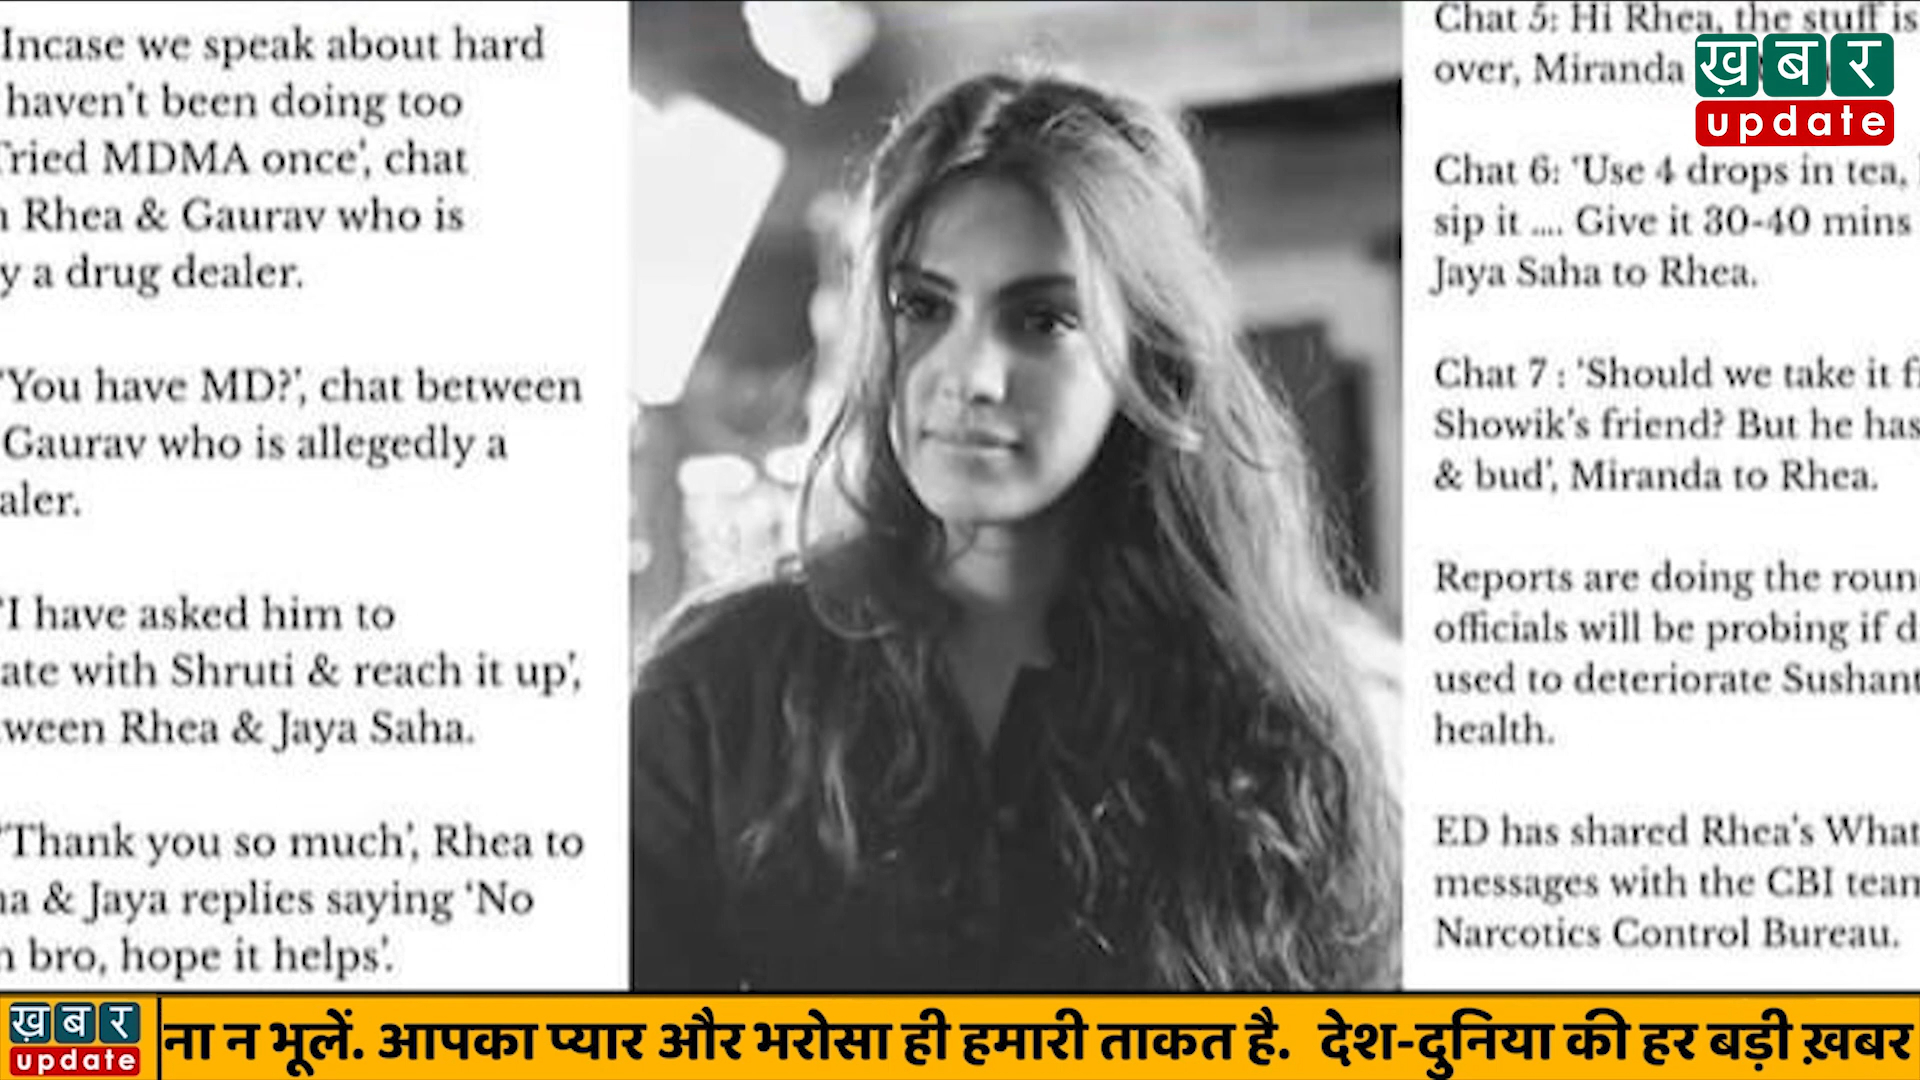 Incase we speak about hard
haven't been doing too
Tried MDMA once', chat
Rhea & Gaurav who is
y a drug dealer.
'You have MD?', chat between
Gaurav who is allegedly a
aler.
'I have asked him to
ate with Shruti & reach it up',
ween Rhea & Jaya Saha.
'Thank you so much', Rhea to
& Jaya replies saying 'No
bro, hope it helps'.
Chat 5: Hi Rhea, the stuff is
over, Miranda
Chat 6: 'Use 4 drops in tea,
sip it .... Give it 30-40 mins
Jaya Saha to Rhea.
Chat 7 : 'Should we take it
Showik's friend? But he has
& bud', Miranda to Rhea.
Reports are doing the roun
officials will be probing if d
used to deteriorate Sushant
health.
ED has shared Rhea's What
messages with the CBI team
Narcotics Control Bureau.
ख़बर
update
ख़बर
update
ना न भूलें. आपका प्यार और भरोसा ही हमारी ताकत है. देश-दुनिया की हर बड़ी ख़बर